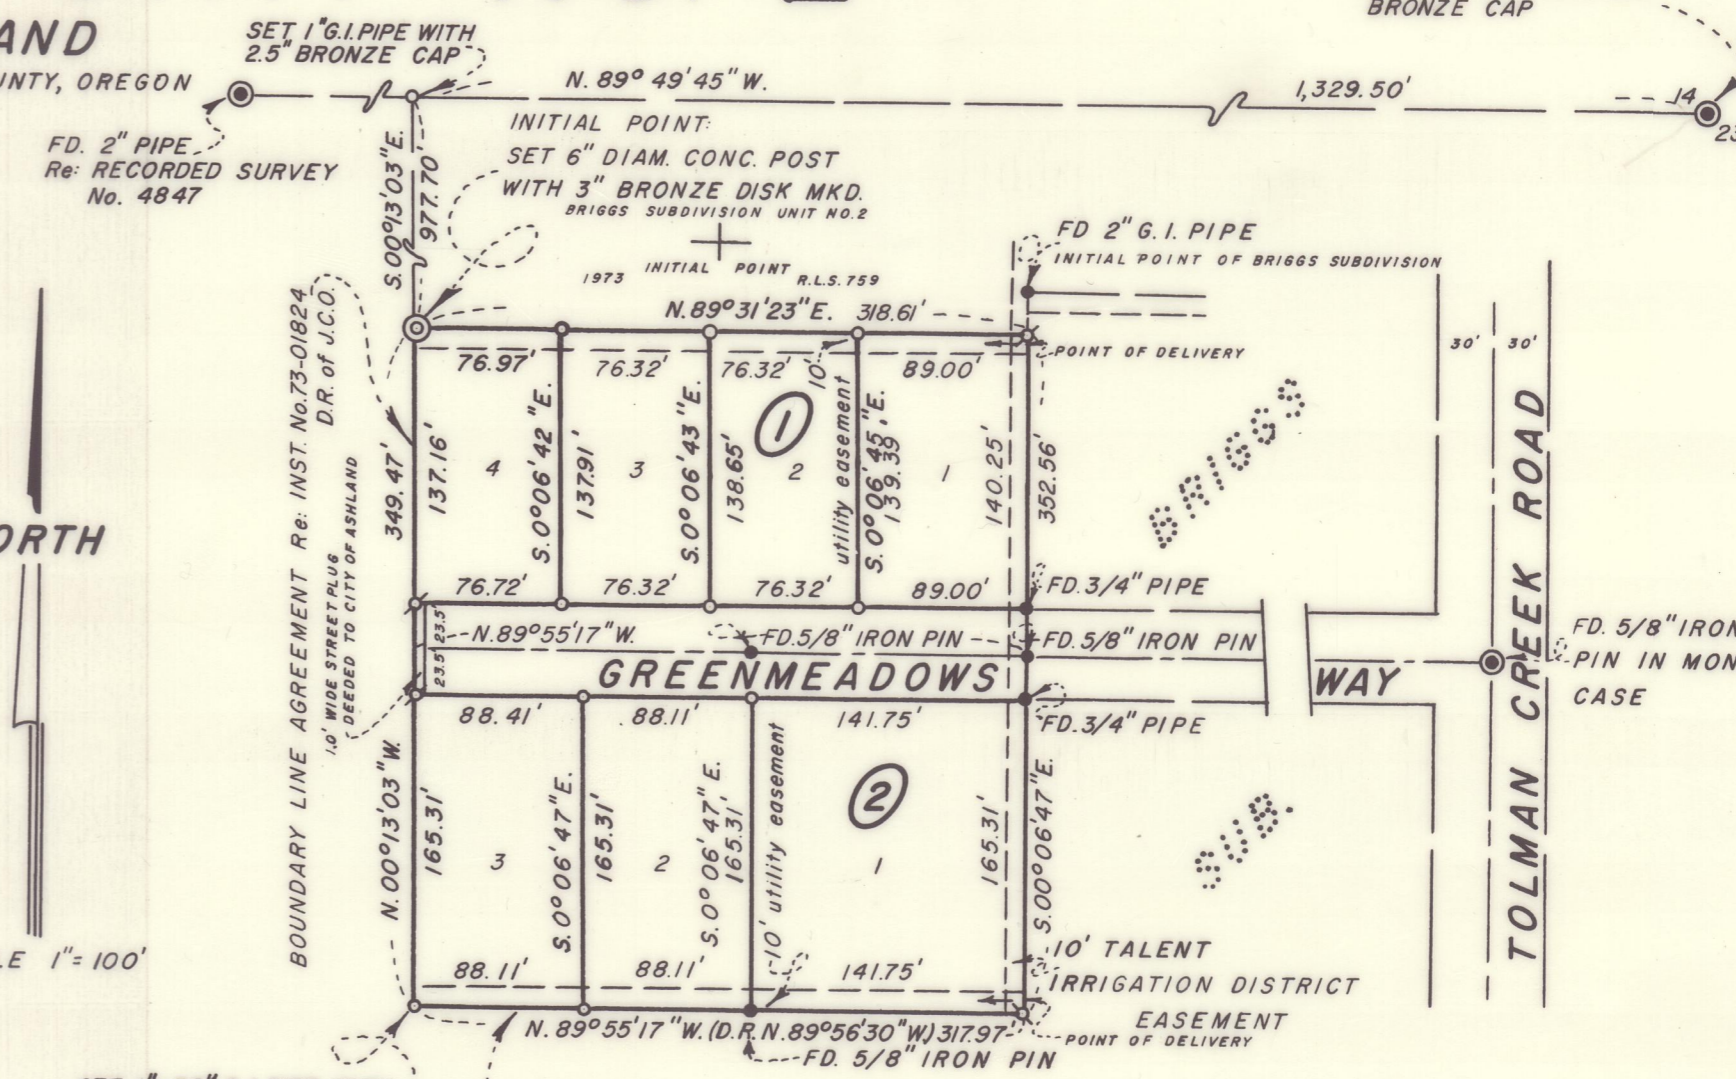 AND
UNTY, OREGON
SET 1" G.I. PIPE WITH
2.5" BRONZE CAP
BRONZE CAP
N. 89° 49' 45" W.
1,329.50'
14
23
FD. 2" PIPE
Re: RECORDED SURVEY
No. 4847
S. 00°13'03"E.
977.70'
INITIAL POINT:
SET 6" DIAM. CONC. POST
WITH 3" BRONZE DISK MKD.
BRIGGS SUBDIVISION UNIT NO.2
INITIAL POINT
1973
R.L.S. 759
FD 2" G.I. PIPE
INITIAL POINT OF BRIGGS SUBDIVISION
N. 89°31'23"E. 318.61'
POINT OF DELIVERY
76.97'
76.32'
76.32'
10'
89.00'
BOUNDARY LINE AGREEMENT Re: INST. No. 73-01824
D.R. of J.C.O.
349.47'
137.16'
4
S. 0°06'42"E.
137.91'
3
S. 0°06'43"E.
138.65'
1
2
utility easement
S. 0°06'45"E.
139.39'
1
140.25'
352.56'
BRIGGS
30' 30'
TOLMAN CREEK ROAD
ORTH
76.72'
76.32'
76.32'
89.00'
FD. 3/4" PIPE
1.0' WIDE STREET PLUG
DEEDED TO CITY OF ASHLAND
23.5'
23.5'
N. 89°55'17"W.
FD. 5/8" IRON PIN
FD. 5/8" IRON PIN
GREENMEADOWS
WAY
FD. 5/8" IRON
PIN IN MON
CASE
88.41'
88.11'
141.75'
FD. 3/4" PIPE
N. 00°13'03"W.
165.31'
3
S. 0°06'47"E.
165.31'
2
S. 0°06'47"E.
165.31'
10' utility easement
2
1
165.31'
S. 00°06'47"E.
SUB.
LE 1"= 100'
88.11'
88.11'
141.75'
10' TALENT
IRRIGATION DISTRICT
EASEMENT
POINT OF DELIVERY
N. 89°55'17"W. (D.R. N. 89°56'30"W.) 317.97'
FD. 5/8" IRON PIN